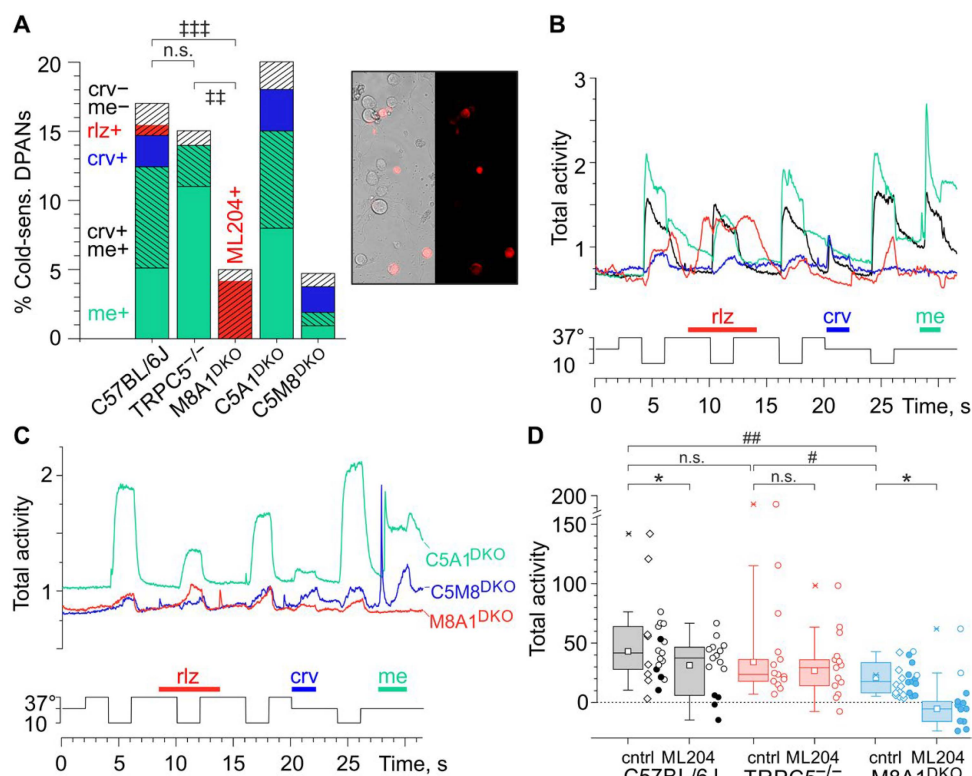 A
‡‡‡
n.s.
‡‡
20
15
10
5
0
% Cold-sens. DPANs
crv−
me−
rlz+
crv+
crv+
me+
me+
ML204+
C57BL/6J
TRPC5−/−
M8A1DKO
C5A1DKO
C5M8DKO
B
3
2
1
Total activity
rlz
crv
me
37°
10
0 5 10 15 20 25 Time, s
C
2
1
Total activity
C5A1DKO
C5M8DKO
M8A1DKO
rlz
crv
me
37°
10
0 5 10 15 20 25 Time, s
D
##
n.s.
#
*
n.s.
*
200
150
100
50
0
Total activity
cntrl ML204 cntrl ML204 cntrl ML204
C57BL/6J TRPC5−/− M8A1DKO